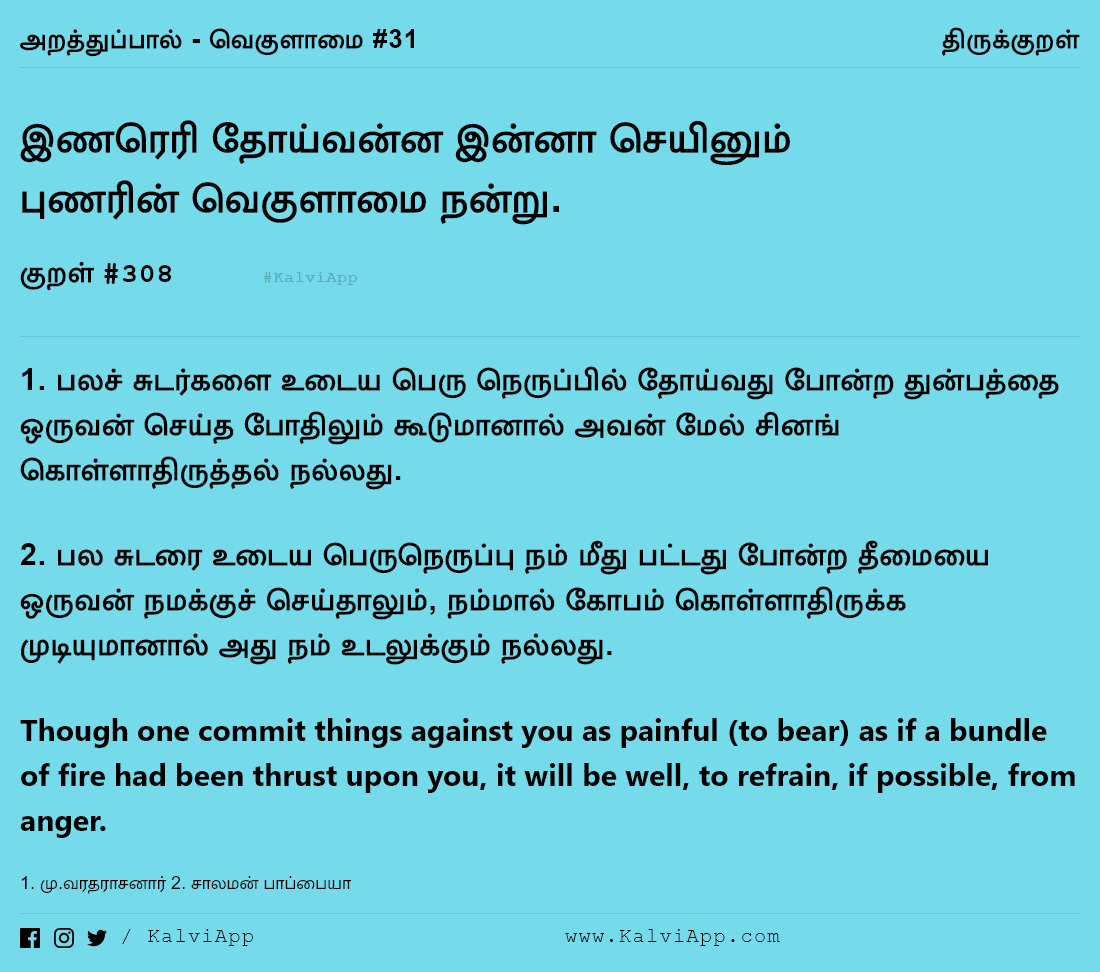 அறத்துப்பால் - வெகுளாமை #31 திருக்குறள்
இணரெரி தோய்வன்ன இன்னா செயினும்
புணரின் வெகுளாமை நன்று.
குறள் #308 #KalviApp
1. பலச் சுடர்களை உடைய பெரு நெருப்பில் தோய்வது போன்ற துன்பத்தை
ஒருவன் செய்த போதிலும் கூடுமானால் அவன் மேல் சினங்
கொள்ளாதிருத்தல் நல்லது.
2. பல சுடரை உடைய பெருநெருப்பு நம் மீது பட்டது போன்ற தீமையை
ஒருவன் நமக்குச் செய்தாலும், நம்மால் கோபம் கொள்ளாதிருக்க
முடியுமானால் அது நம் உடலுக்கும் நல்லது.
Though one commit things against you as painful (to bear) as if a bundle
of fire had been thrust upon you, it will be well, to refrain, if possible, from
anger.
1. மு.வரதராசனார் 2. சாலமன் பாப்பையா
/ KalviApp www.KalviApp.com